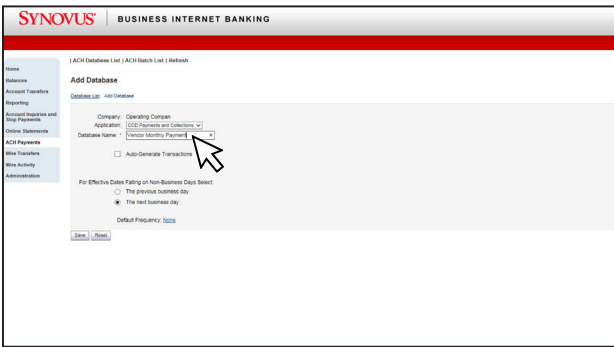 SYNOVUS® BUSINESS INTERNET BANKING
| ACH Database List | ACH Batch List | Refresh
Home
Balances
Account Transfers
Reporting
Account Inquiries and
Stop Payments
Online Statements
ACH Payments
Wire Transfers
Wire Activity
Administration
Add Database
Database List Add Database
Company: Operating Compan
Application: CCD Payments and Collections
Database Name: * Vendor Monthly Payment ×
Auto-Generate Transactions
For Effective Dates Falling on Non-Business Days Select:
The previous business day
The next business day
Default Frequency: None
Save Reset